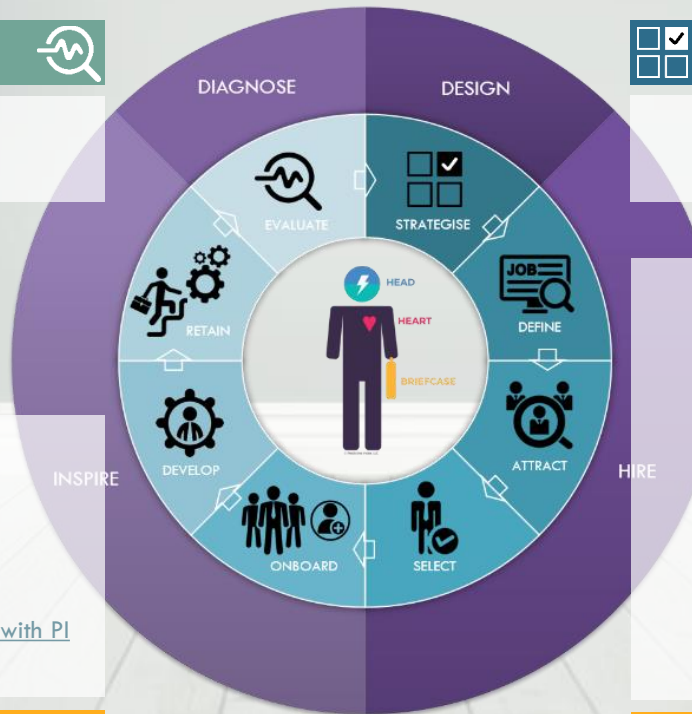 DIAGNOSE
DESIGN
EVALUATE
STRATEGISE
JOB
DEFINE
RETAIN
HEAD
HEART
BRIEFCASE
DEVELOP
ATTRACT
INSPIRE
HIRE
ONBOARD
SELECT
with PI